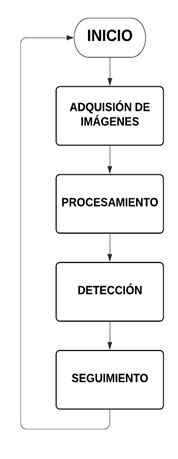 INICIO
ADQUISIÓN DE
IMÁGENES
PROCESAMIENTO
DETECCIÓN
SEGUIMIENTO